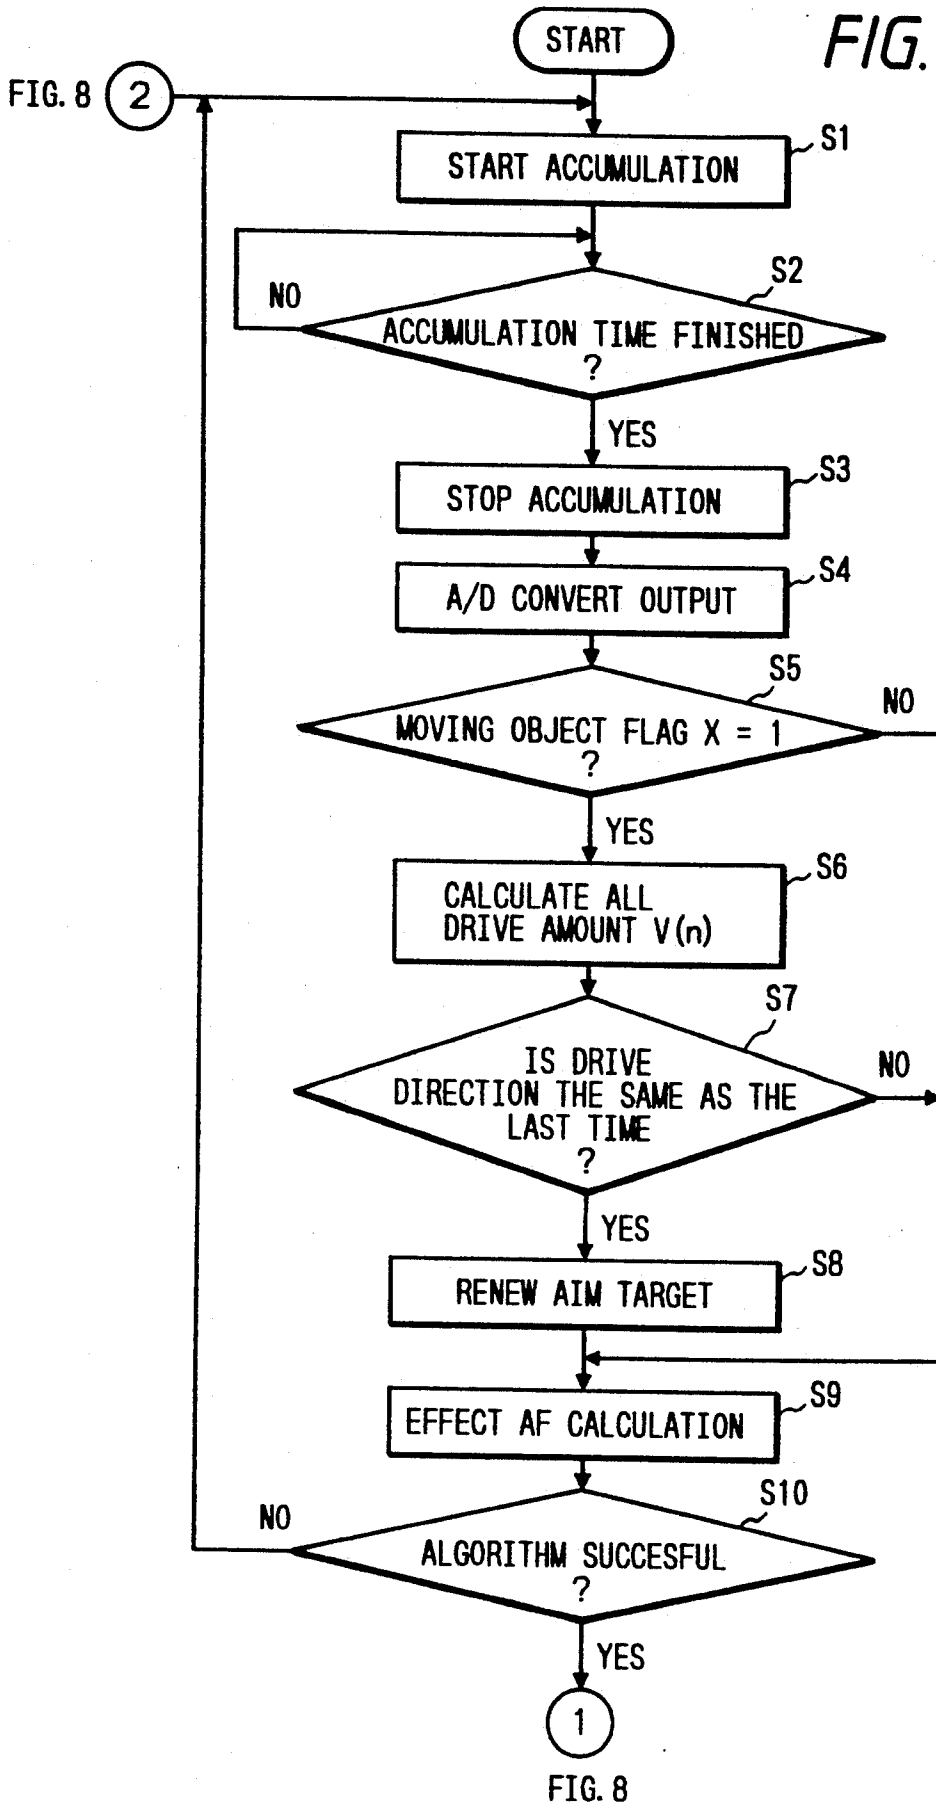 START
FIG.
FIG. 8
2
S1
START ACCUMULATION
S2
NO
ACCUMULATION TIME FINISHED
?
YES
S3
STOP ACCUMULATION
S4
A/D CONVERT OUTPUT
S5
NO
MOVING OBJECT FLAG X = 1
?
YES
S6
CALCULATE ALL
DRIVE AMOUNT V(n)
S7
NO
IS DRIVE
DIRECTION THE SAME AS THE
LAST TIME
?
YES
S8
RENEW AIM TARGET
S9
EFFECT AF CALCULATION
S10
NO
ALGORITHM SUCCESFUL
?
YES
1
FIG. 8